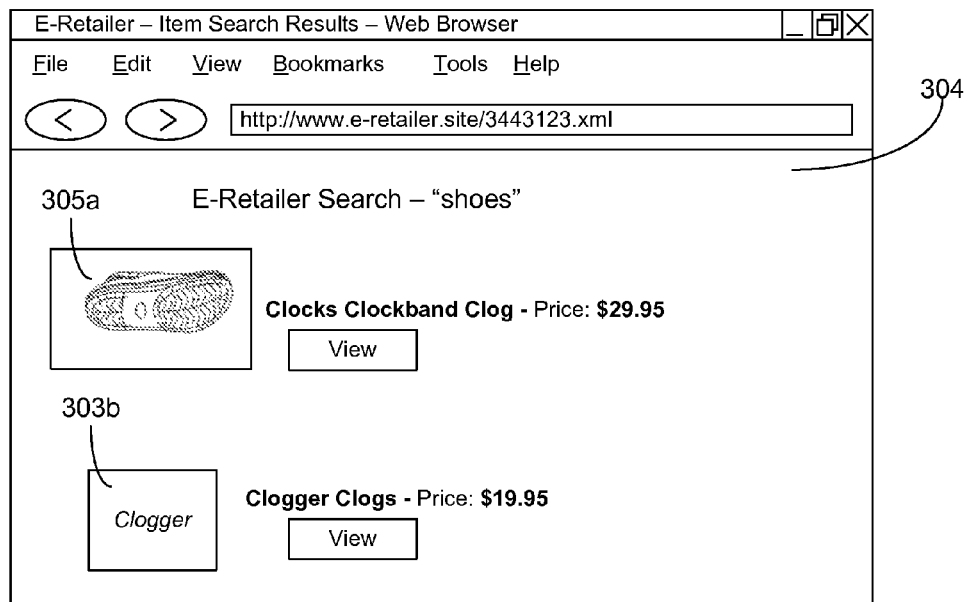 E-Retailer – Item Search Results – Web Browser
File Edit View Bookmarks Tools Help
304
< >
http://www.e-retailer.site/3443123.xml
305a
E-Retailer Search – “shoes”
Clocks Clockband Clog - Price: $29.95
View
303b
Clogger
Clogger Clogs - Price: $19.95
View